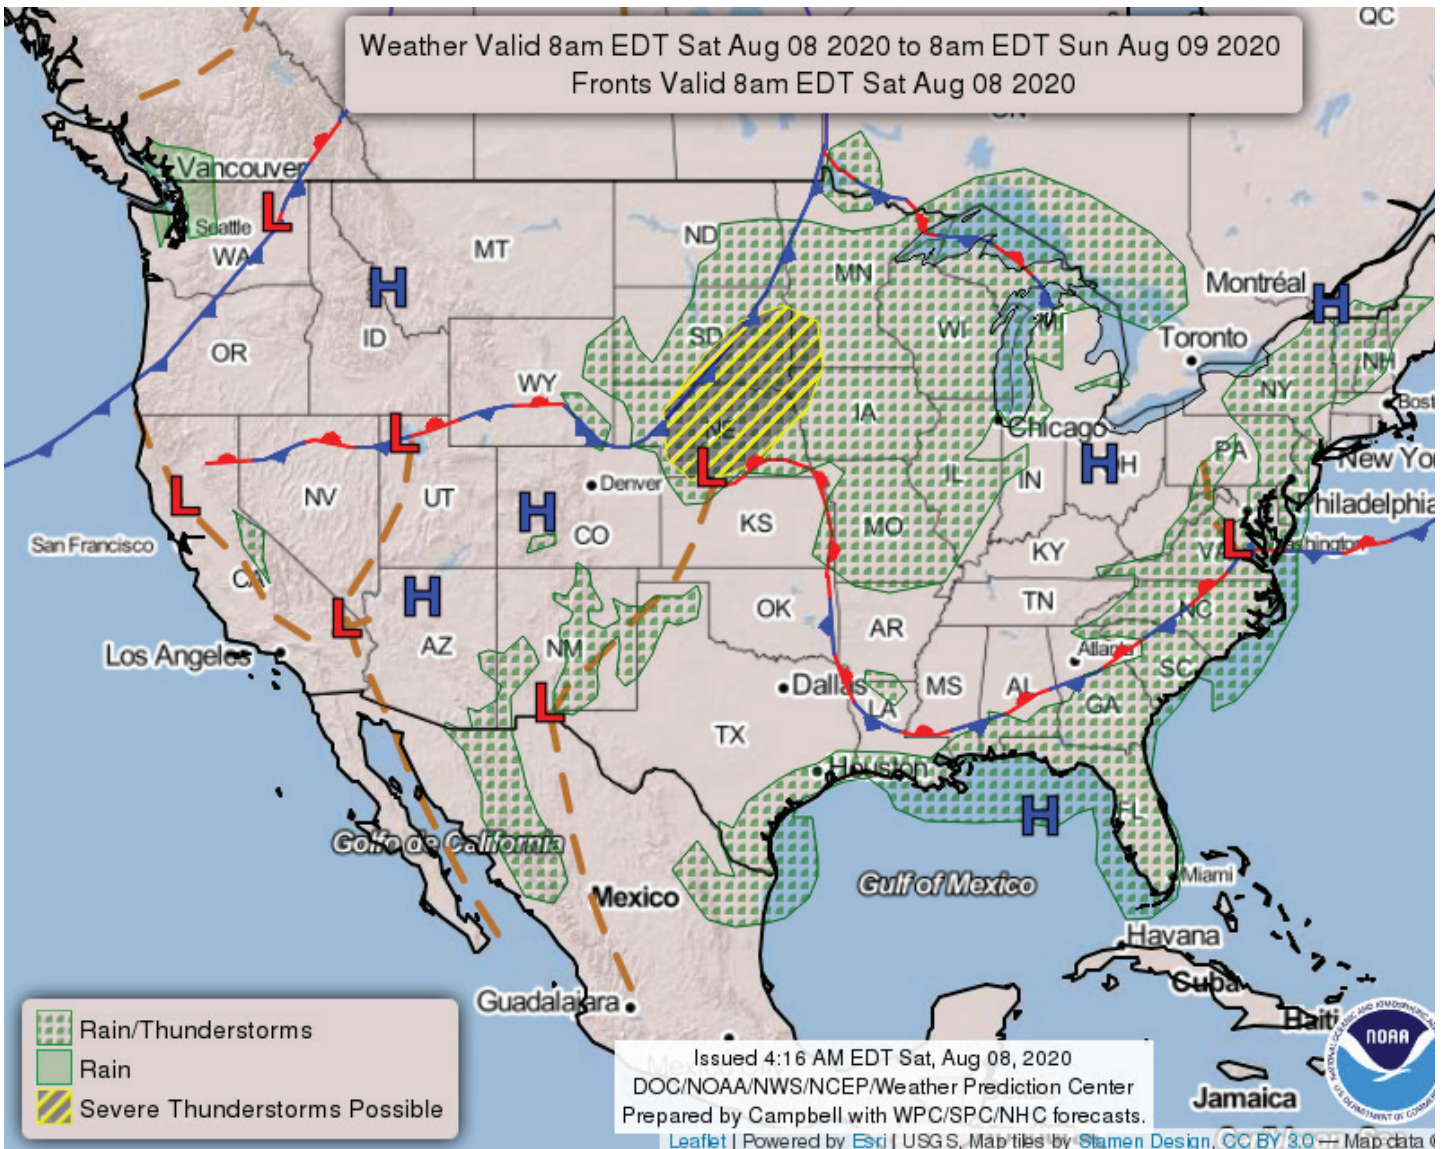 Weather Valid 8am EDT Sat Aug 08 2020 to 8am EDT Sun Aug 09 2020
Fronts Valid 8am EDT Sat Aug 08 2020
QC
Vancouver
L
Seattle
WA
MT
ND
MN
Montréal
H
H
ID
OR
SD
WI
MI
Toronto
NH
WY
NY
IA
Bost
L
NE
Chicago
PA
New Yo
L
NV
UT
Denver
L
IL
IN
H
H
Philadelphia
San Francisco
H
CO
KS
MO
VA
L
ashington
KY
CA
H
OK
TN
NC
L
AZ
NM
AR
Atlanta
Los Angeles
SC
Dallas
MS
AL
GA
L
LA
TX
Houston
H
FL
Golfo de California
Mexico
Gulf of Mexico
Miami
Havana
Cuba
Guadalajara
Haiti
NOAA
Jamaica
Mexico City
Rain/Thunderstorms
Rain
Severe Thunderstorms Possible
Issued 4:16 AM EDT Sat, Aug 08, 2020
DOC/NOAA/NWS/NCEP/Weather Prediction Center
Prepared by Campbell with WPC/SPC/NHC forecasts.
Leaflet | Powered by Esri | USGS, Map tiles by Stamen Design, CC BY 3.0 — Map data ©